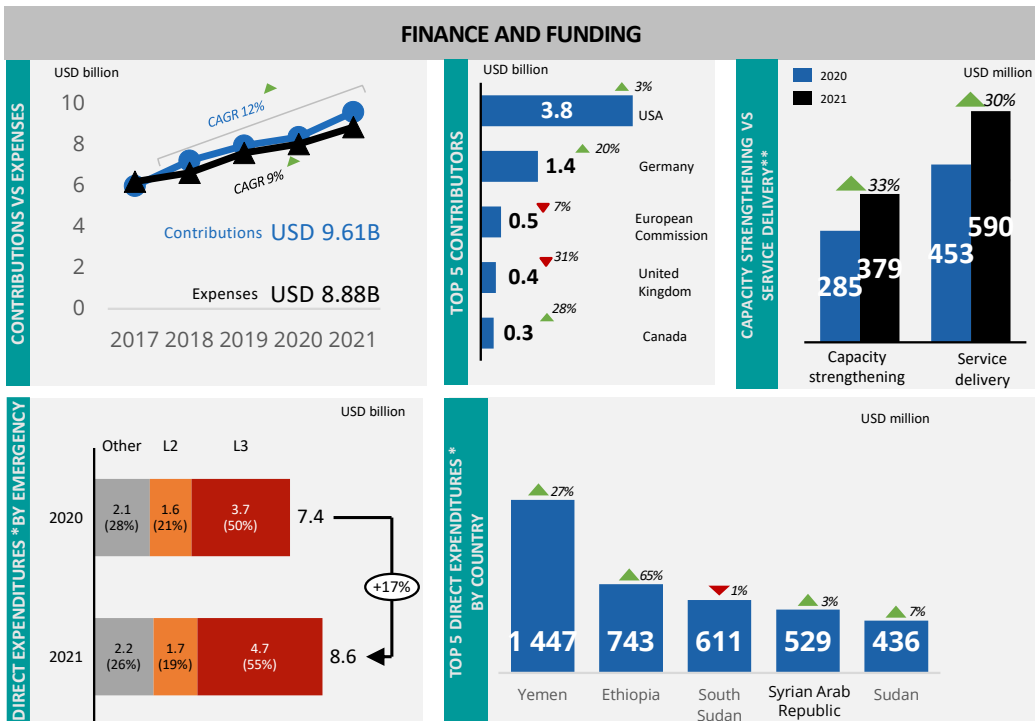 FINANCE AND FUNDING
CONTRIBUTIONS VS EXPENSES
USD billion
10
8
6
4
2
0
CAGR 12%
CAGR 9%
Contributions USD 9.61B
Expenses USD 8.88B
2017 2018 2019 2020 2021
TOP 5 CONTRIBUTORS
USD billion
3.8
3%
USA
1.4
20%
Germany
0.5
7%
European
Commission
0.4
31%
United
Kingdom
0.3
28%
Canada
CAPACITY STRENGTHENING VS
SERVICE DELIVERY**
2020
2021
USD million
33%
30%
285
379
453
590
Capacity
strengthening
Service
delivery
DIRECT EXPENDITURES *BY EMERGENCY
USD billion
Other L2 L3
2020
2.1
(28%)
1.6
(21%)
3.7
(50%)
7.4
+17%
2021
2.2
(26%)
1.7
(19%)
4.7
(55%)
8.6
TOP 5 DIRECT EXPENDITURES *
BY COUNTRY
USD million
27%
65%
1%
3%
7%
1 447
743
611
529
436
Yemen
Ethiopia
South
Sudan
Syrian Arab
Republic
Sudan